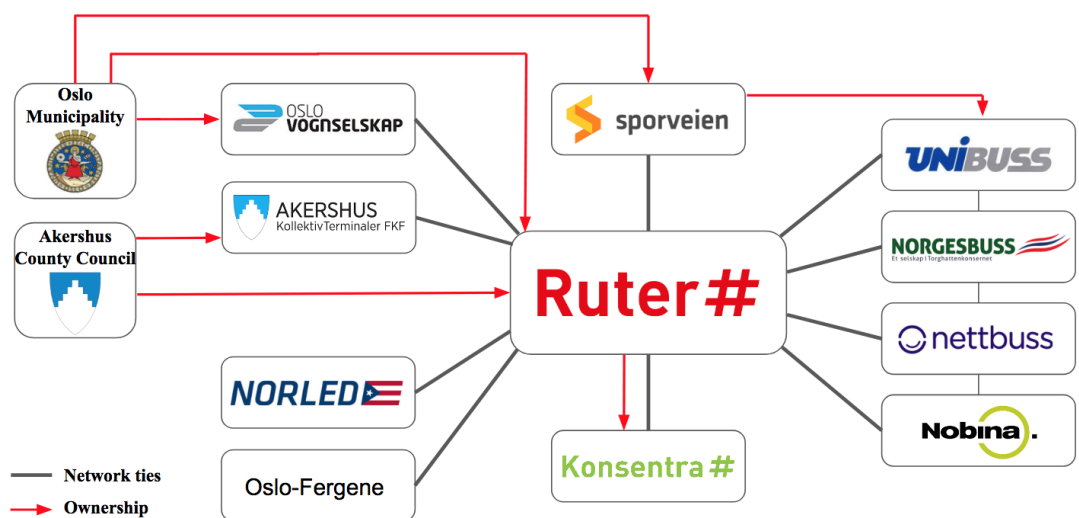 Oslo
Municipality
OSLO
VOGNSELSKAP
sporveien
UNIBUSS
AKERSHUS
KollektivTerminaler FKF
Akershus
County Council
NORGESBUSS
Et selskap i Torghattenkonsernet
Ruter#
nettbuss
NORLED
Nobina.
Konsentra#
Oslo-Fergene
Network ties
Ownership